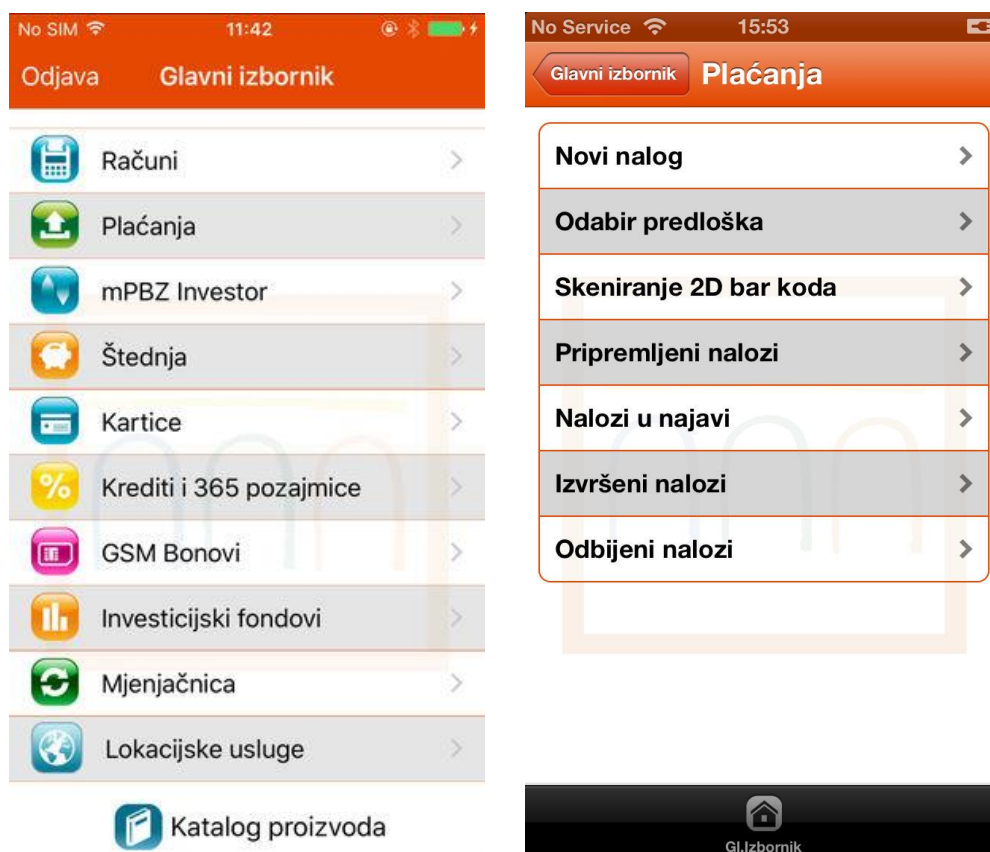 No SIM 11:42
Odjava Glavni izbornik
Računi
Plaćanja
mPBZ Investor
Štednja
Kartice
Krediti i 365 pozajmice
GSM Bonovi
Investicijski fondovi
Mjenjačnica
Lokacijske usluge
Katalog proizvoda
No Service 15:53
Glavni izbornik Plaćanja
Novi nalog
Odabir predloška
Skeniranje 2D bar koda
Pripremljeni nalozi
Nalozi u najavi
Izvršeni nalozi
Odbijeni nalozi
Gl.Izbornik